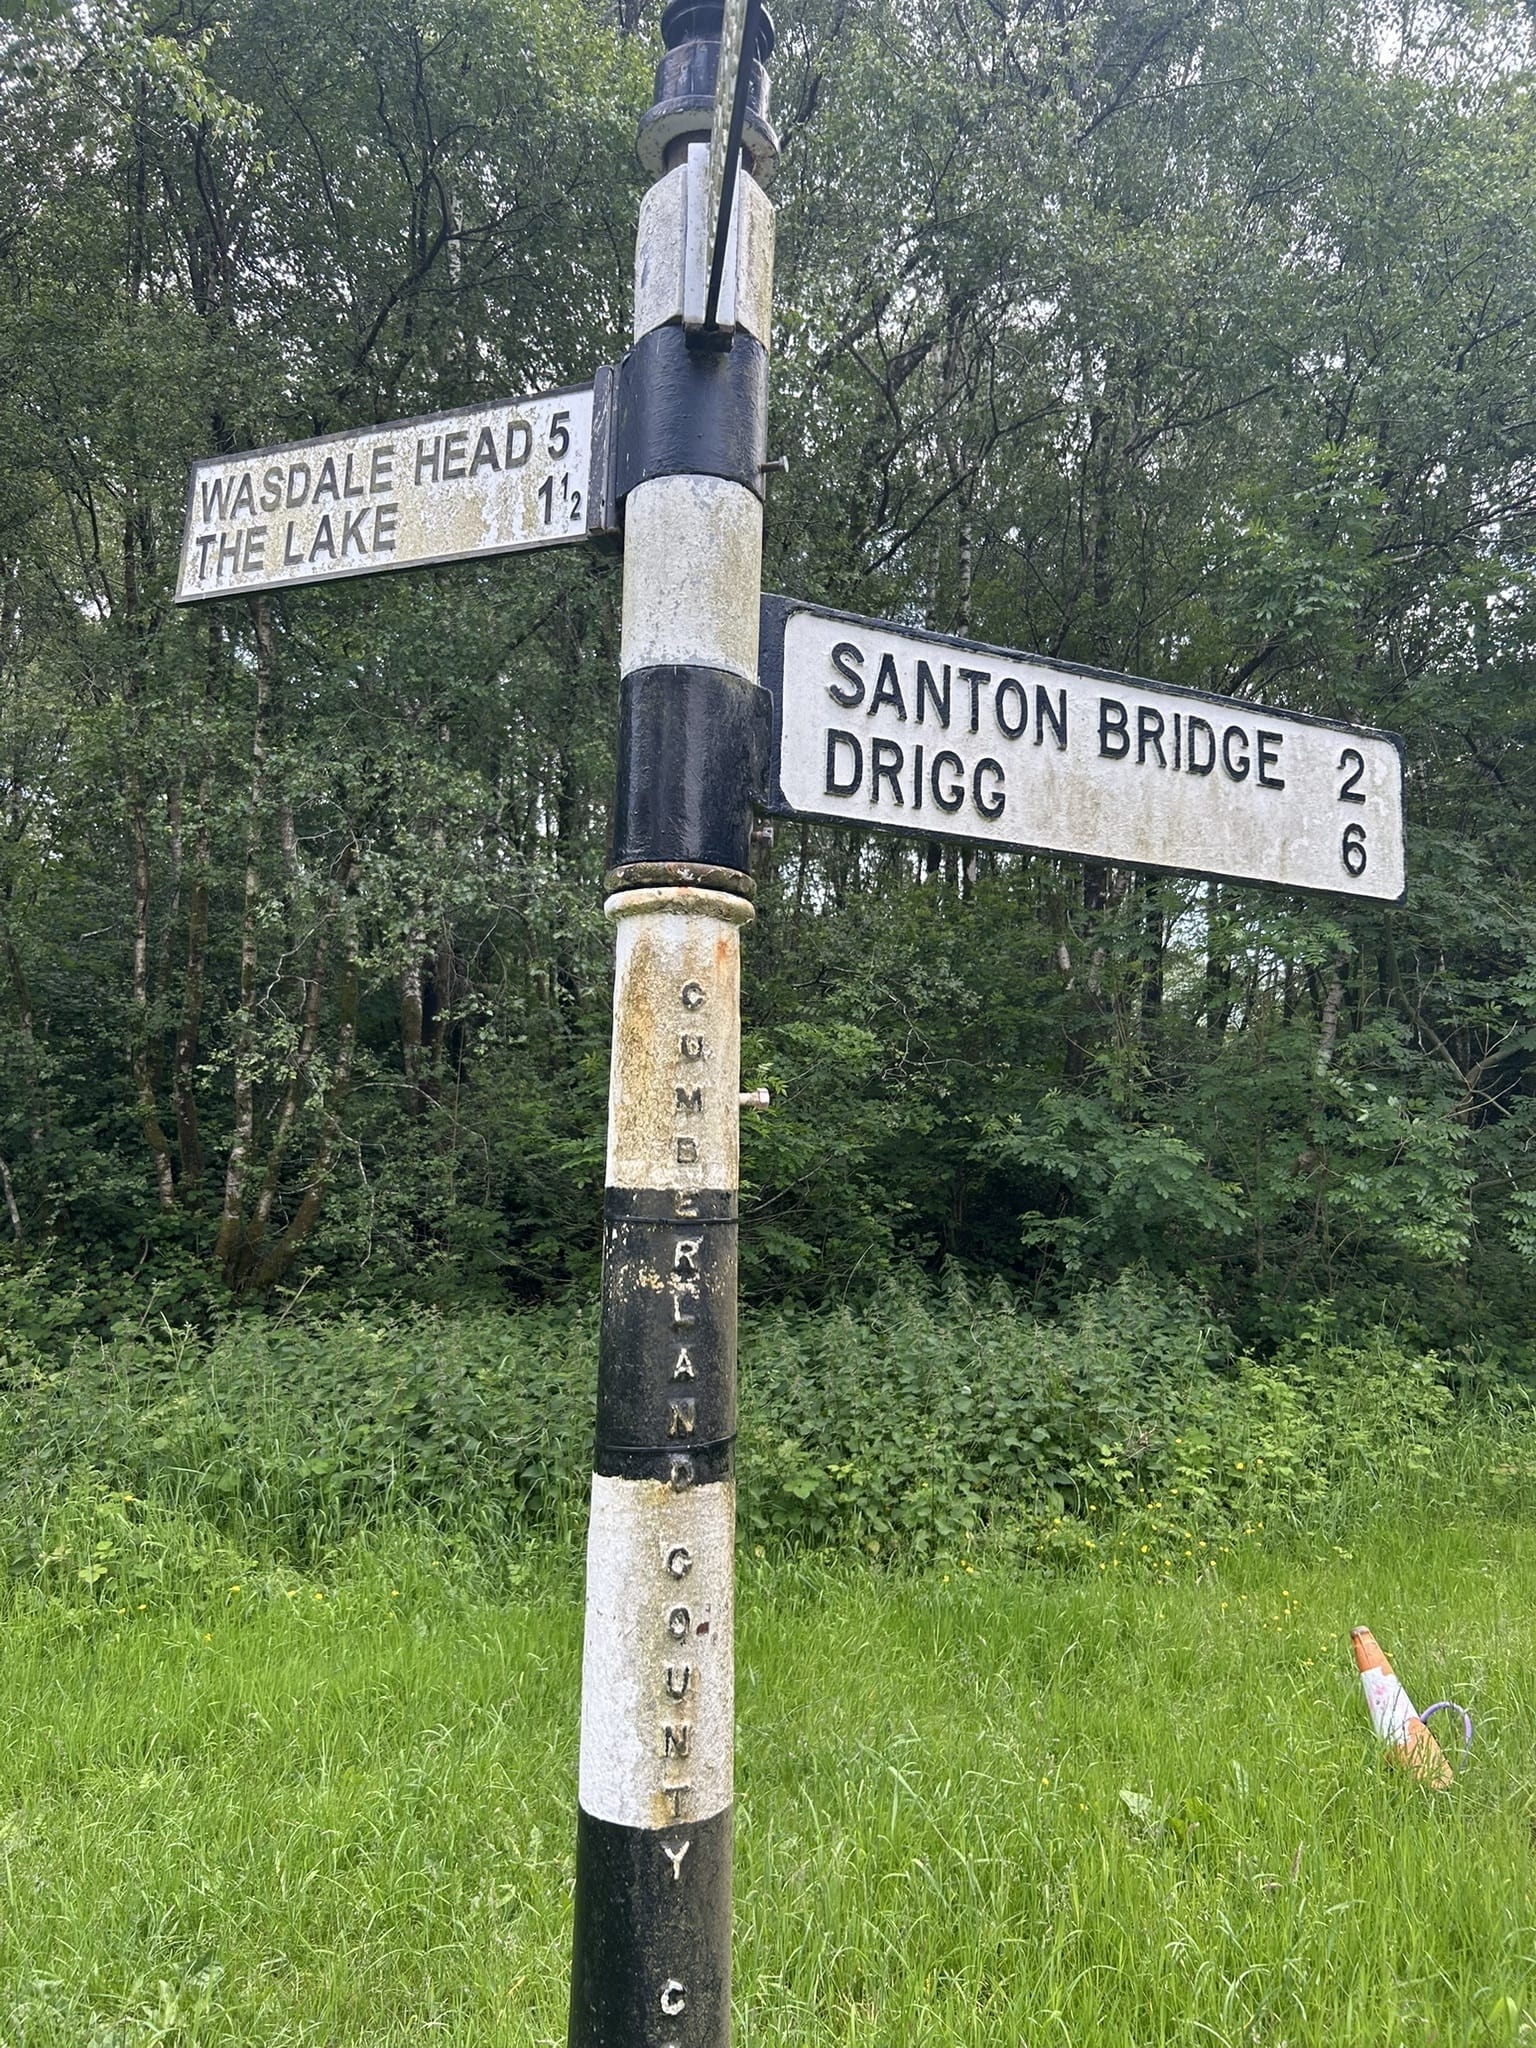 WASDALE HEAD 5
THE LAKE 1½
SANTON BRIDGE 2
DRIGG 6
CUMBERLAND COUNTY C